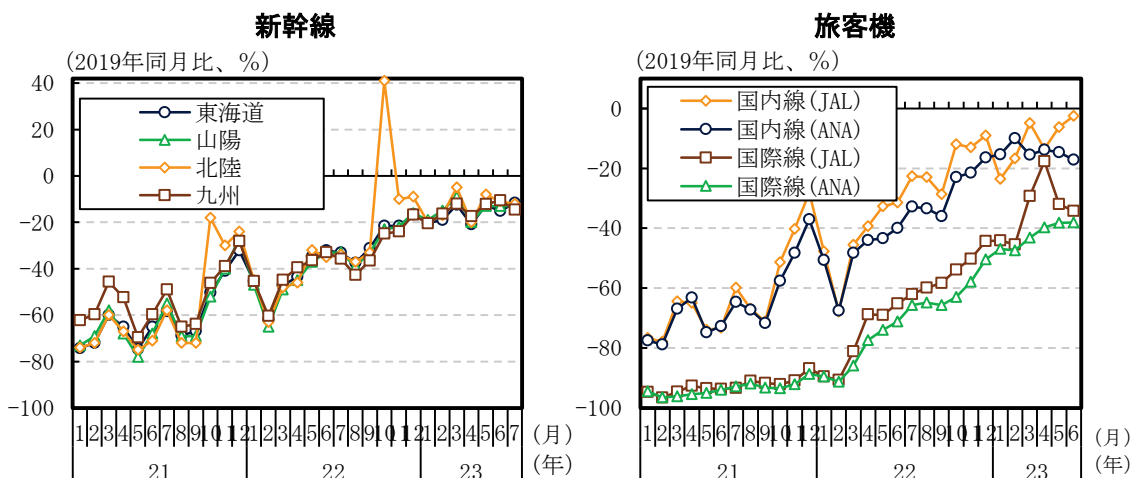 新幹線
(2019年同月比、%)
40
20
0
-20
-40
-60
-80
-100
東海道
山陽
北陸
九州
1 2 3 4 5 6 7 8 9 10 11 12 1 2 3 4 5 6 7 8 9 10 11 12 1 2 3 4 5 6 7 (月)
21 22 23 (年)
旅客機
(2019年同月比、%)
0
-20
-40
-60
-80
-100
国内線(JAL)
国内線(ANA)
国際線(JAL)
国際線(ANA)
1 2 3 4 5 6 7 8 9 10 11 12 1 2 3 4 5 6 7 8 9 10 11 12 1 2 3 4 5 6 (月)
21 22 23 (年)